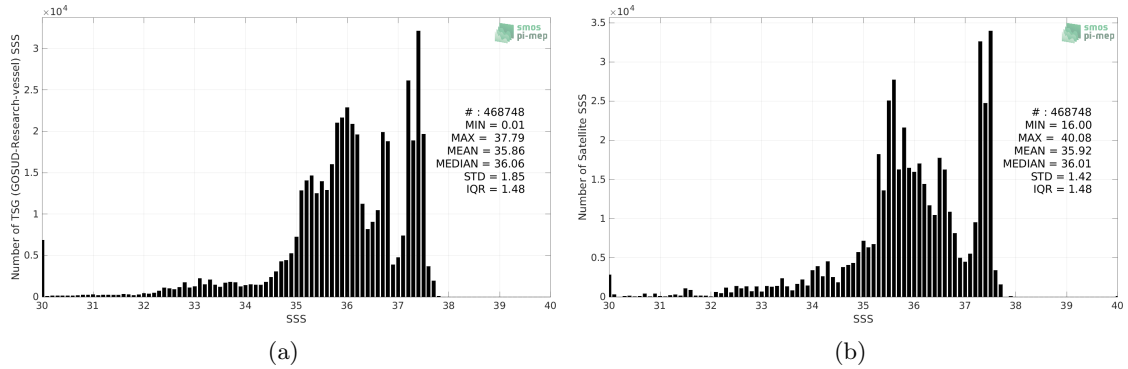 ×10⁴
smos
pi-mep
3
2.5
2
1.5
1
0.5
0
Number of TSG (GOSUD-Research-vessel) SSS
# : 468748
MIN = 0.01
MAX = 37.79
MEAN = 35.86
MEDIAN = 36.06
STD = 1.85
IQR = 1.48
30 31 32 33 34 35 36 37 38 39 40
SSS
(a)
×10⁴
smos
pi-mep
3.5
3
2.5
2
1.5
1
0.5
0
Number of Satellite SSS
# : 468748
MIN = 16.00
MAX = 40.08
MEAN = 35.92
MEDIAN = 36.01
STD = 1.42
IQR = 1.48
30 31 32 33 34 35 36 37 38 39 40
SSS
(b)